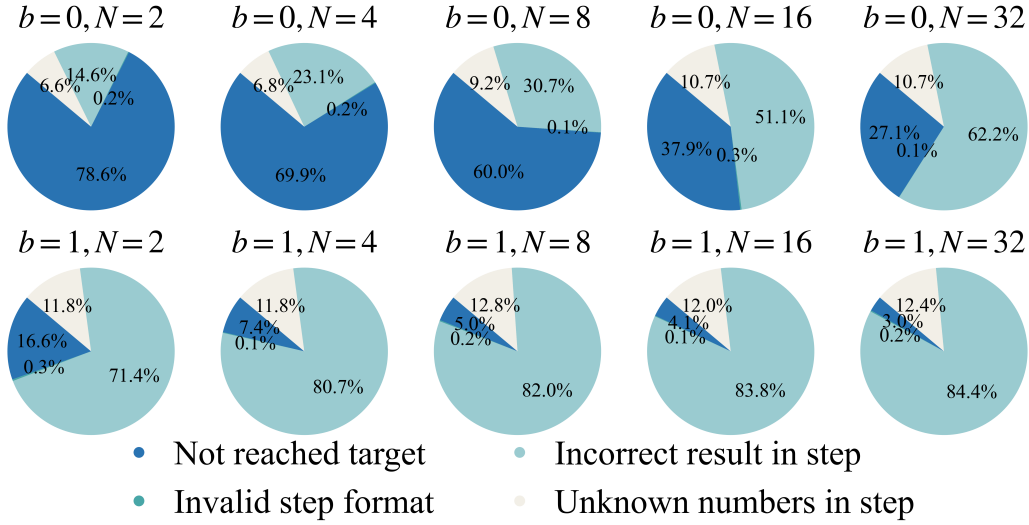 b=0, N=2 b=0, N=4 b=0, N=8 b=0, N=16 b=0, N=32
6.6% 14.6% 0.2% 78.6%
6.8% 23.1% 0.2% 69.9%
9.2% 30.7% 0.1% 60.0%
10.7% 51.1% 37.9% 0.3%
10.7% 62.2% 27.1% 0.1%
b=1, N=2 b=1, N=4 b=1, N=8 b=1, N=16 b=1, N=32
11.8% 16.6% 0.3% 71.4%
11.8% 7.4% 0.1% 80.7%
12.8% 5.0% 0.2% 82.0%
12.0% 4.1% 0.1% 83.8%
12.4% 3.0% 0.2% 84.4%
Not reached target Incorrect result in step
Invalid step format Unknown numbers in step